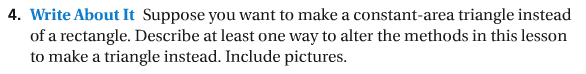 4. Write About It Suppose you want to make a constant-area triangle instead
of a rectangle. Describe at least one way to alter the methods in this lesson
to make a triangle instead. Include pictures.